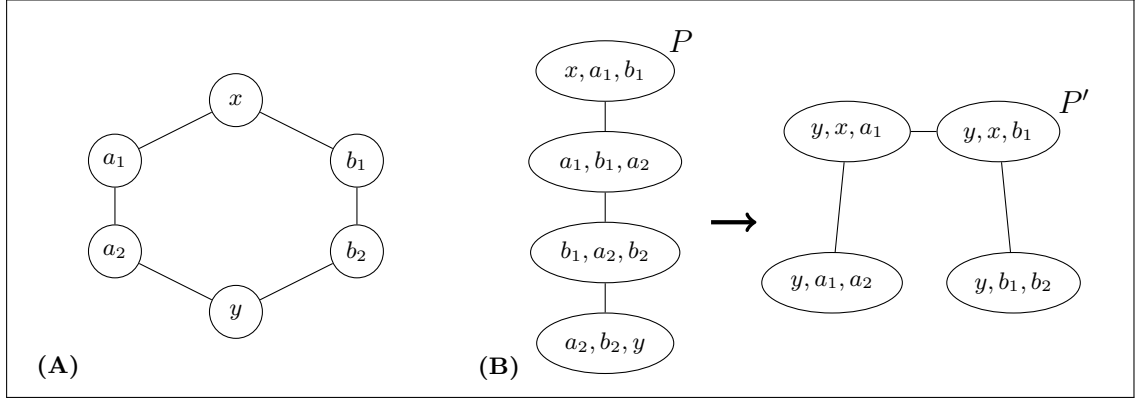 x
a₁
b₁
a₂
b₂
y
(A)
P
x, a₁, b₁
a₁, b₁, a₂
b₁, a₂, b₂
a₂, b₂, y
(B)
P′
y, x, a₁
y, x, b₁
y, a₁, a₂
y, b₁, b₂